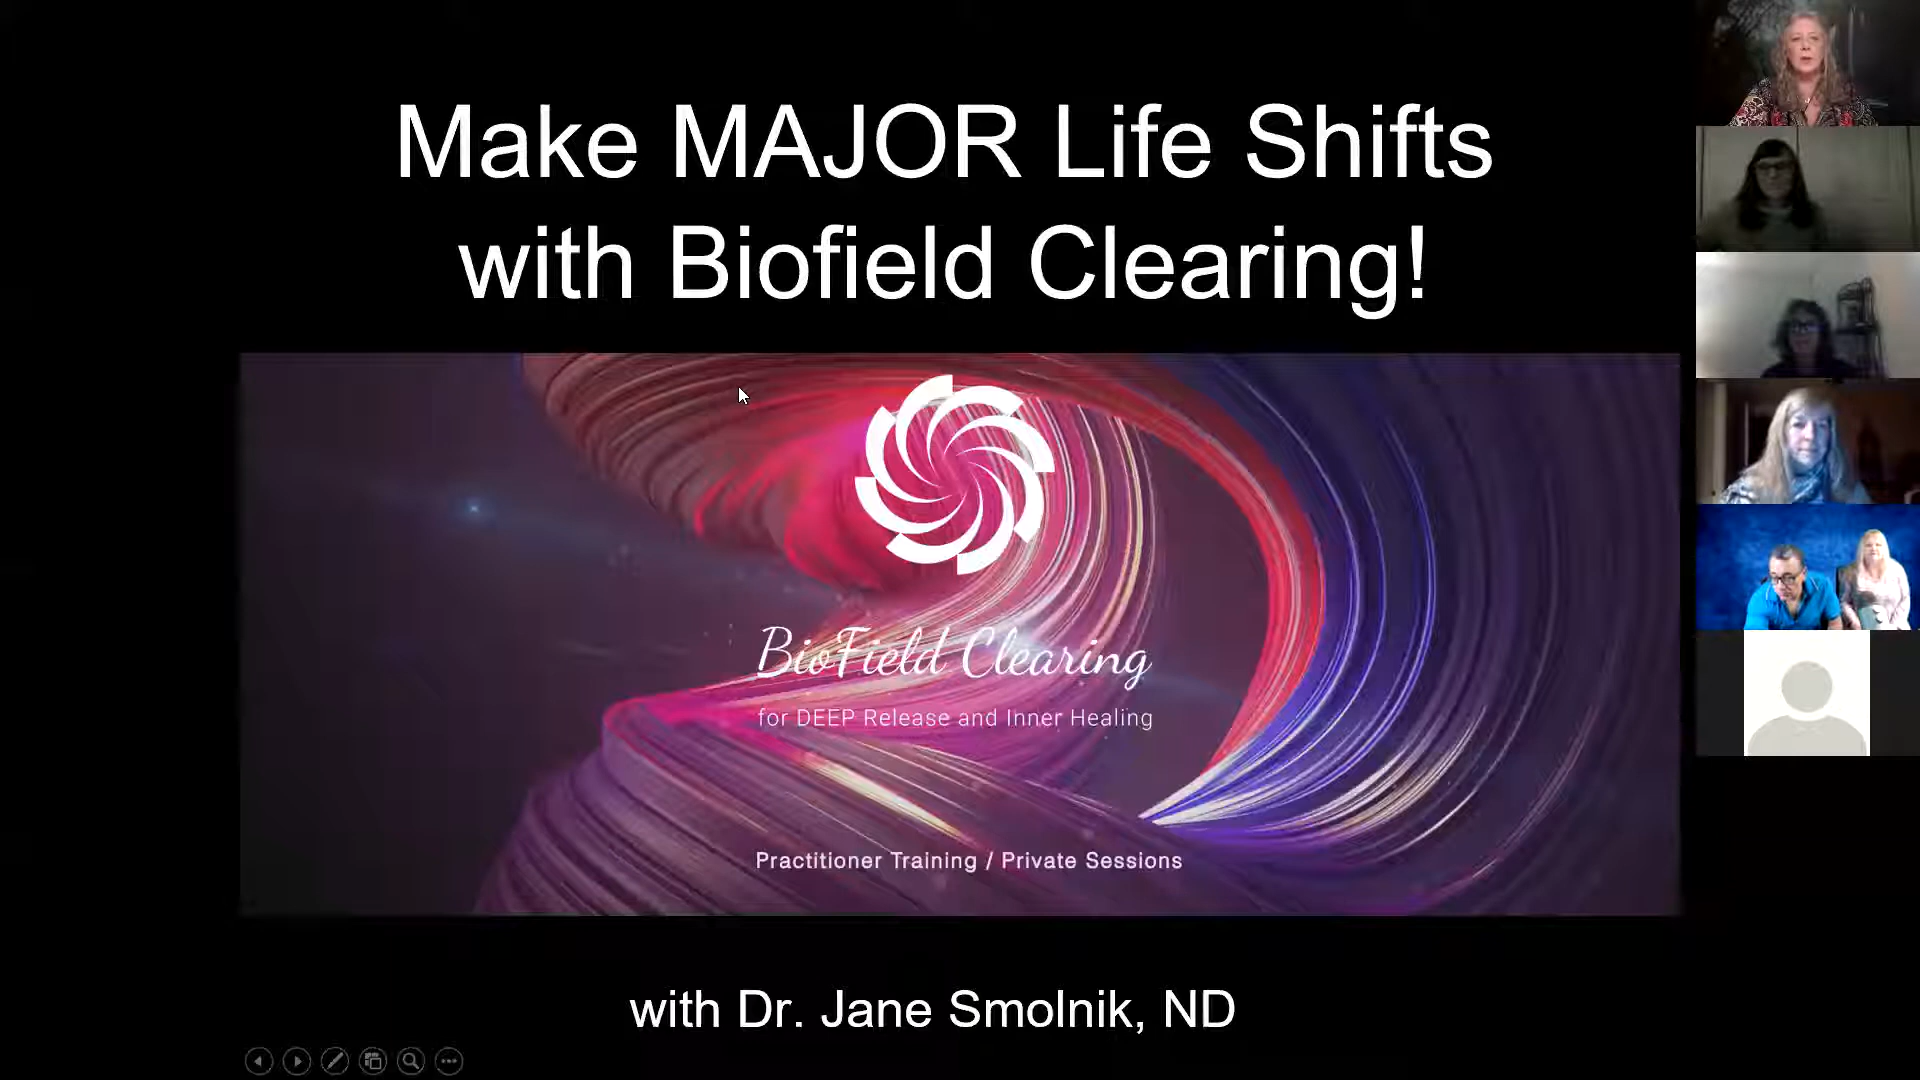 Make MAJOR Life Shifts
with Biofield Clearing!
BioField Clearing
for DEEP Release and Inner Healing
Practitioner Training / Private Sessions
with Dr. Jane Smolnik, ND